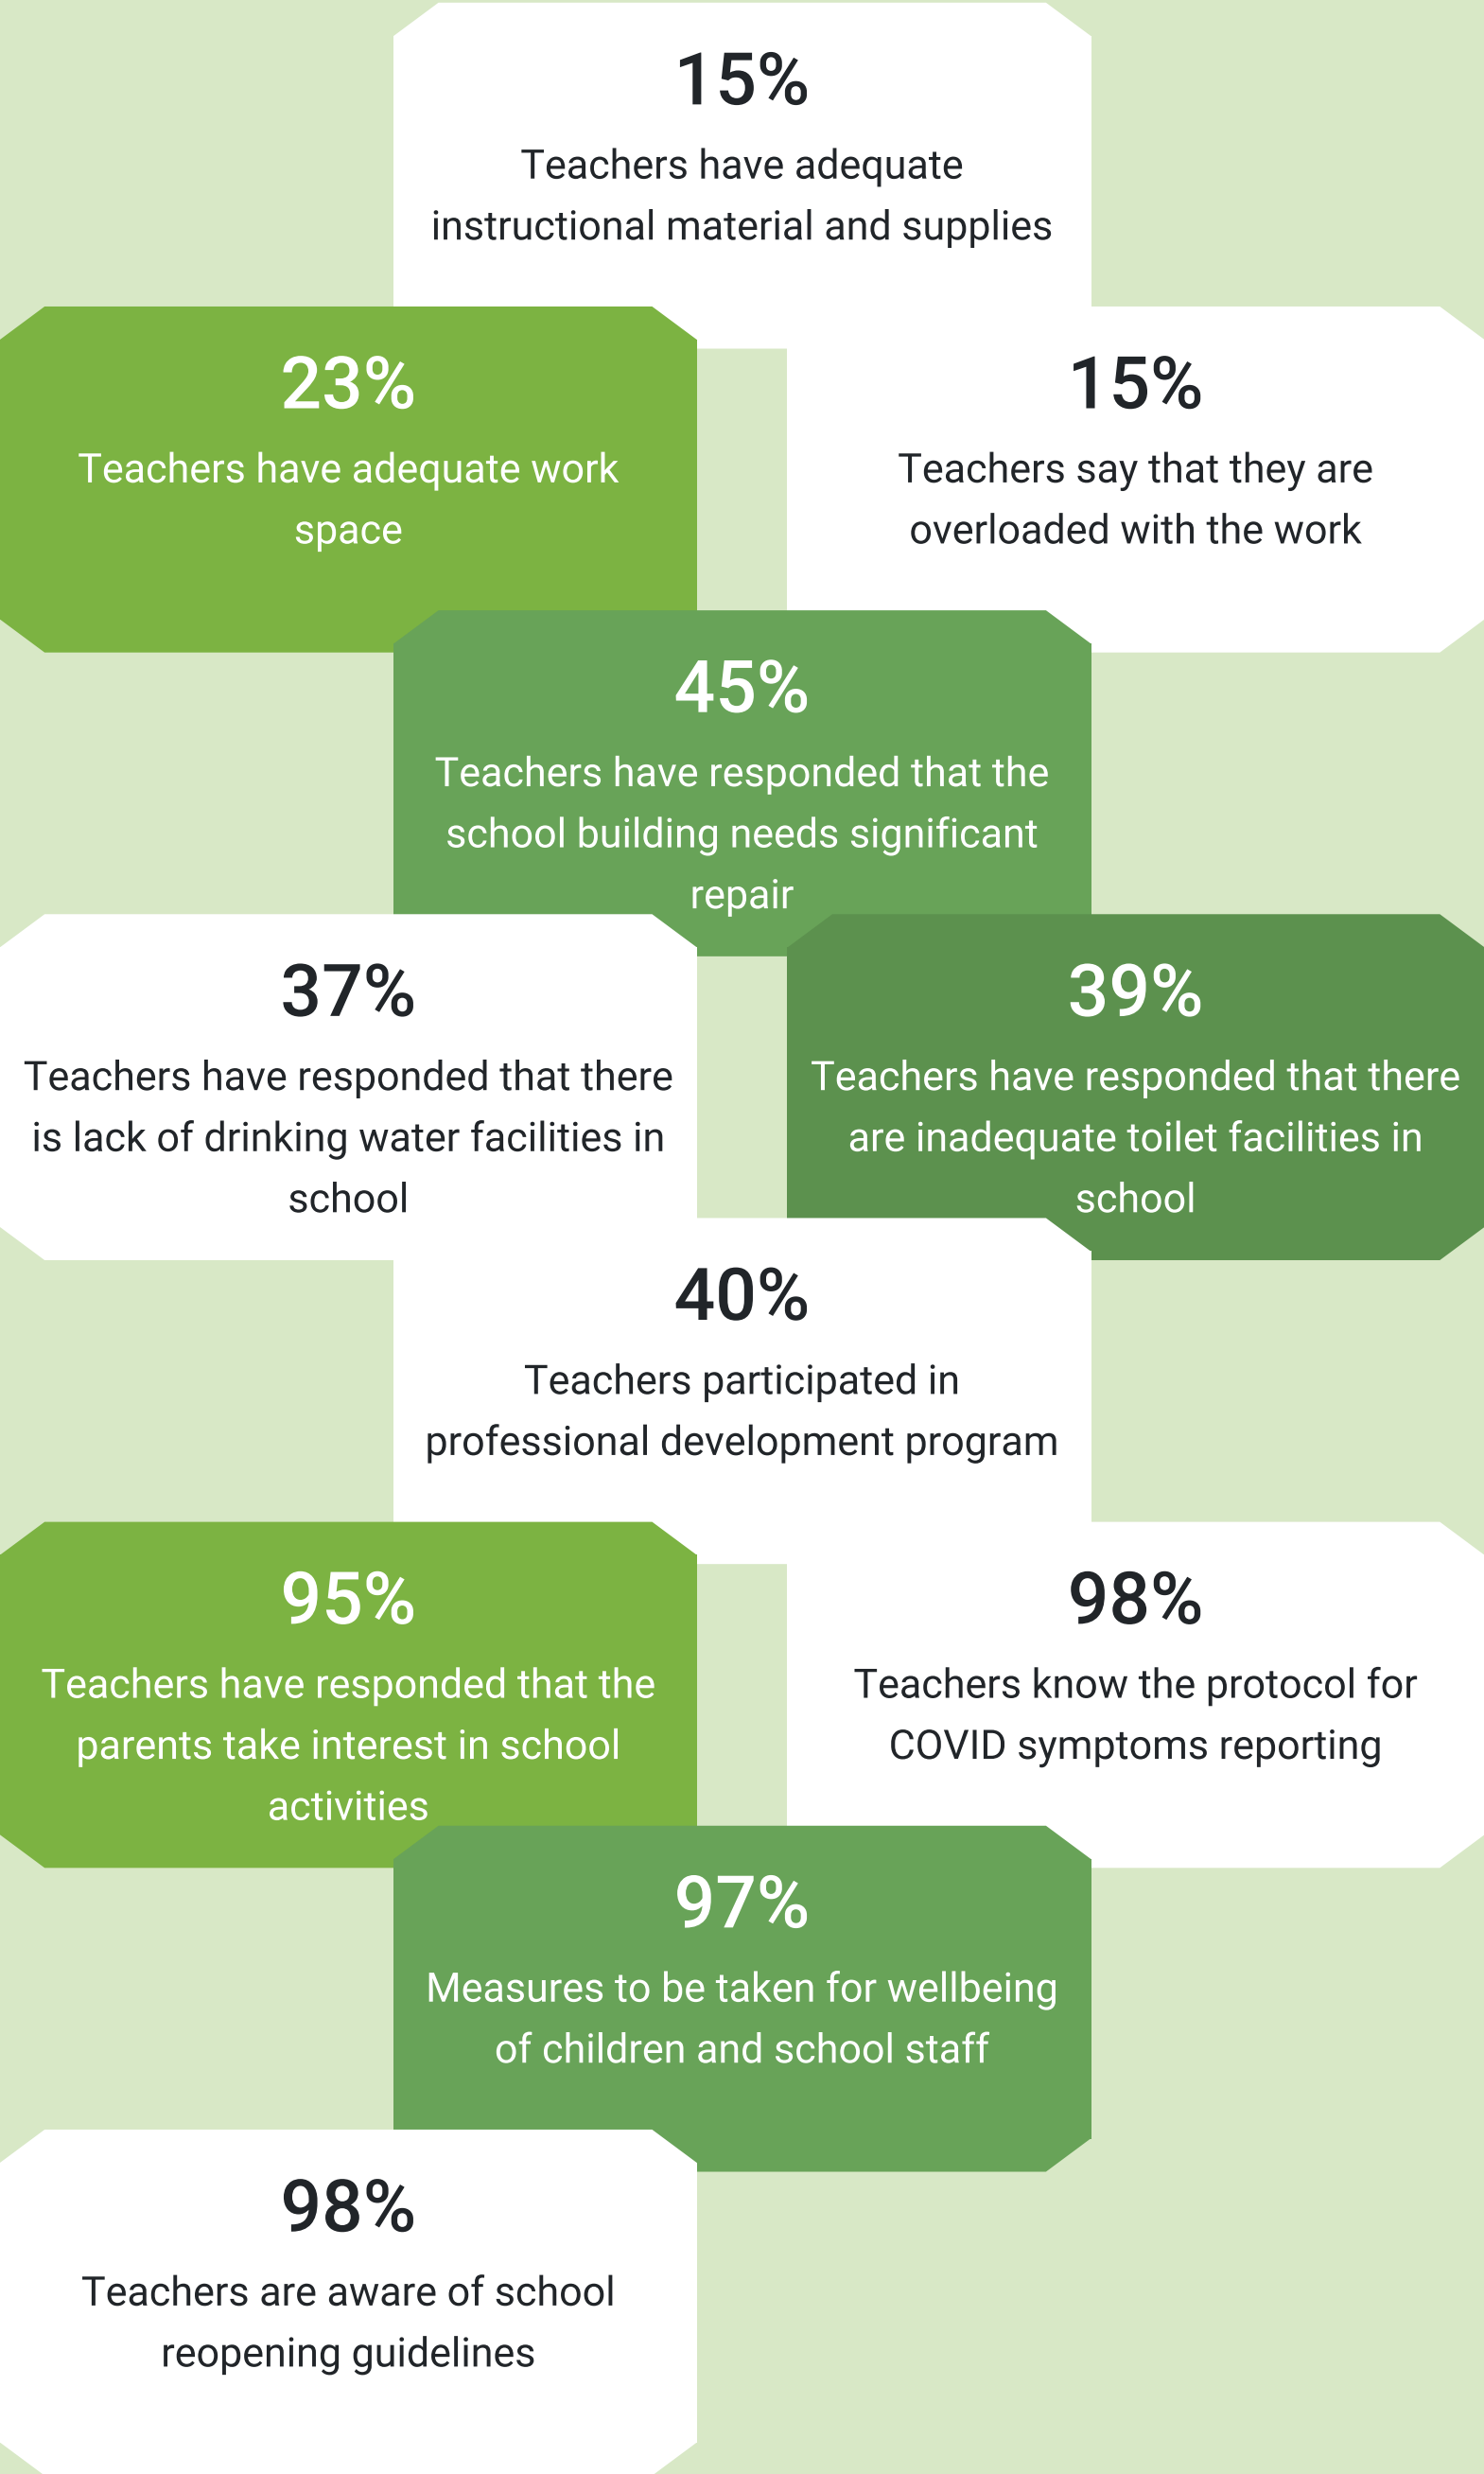 15%
Teachers have adequate
instructional material and supplies
23%
Teachers have adequate work
space
15%
Teachers say that they are
overloaded with the work
45%
Teachers have responded that the
school building needs significant
repair
37%
Teachers have responded that there
is lack of drinking water facilities in
school
39%
Teachers have responded that there
are inadequate toilet facilities in
school
40%
Teachers participated in
professional development program
95%
Teachers have responded that the
parents take interest in school
activities
98%
Teachers know the protocol for
COVID symptoms reporting
97%
Measures to be taken for wellbeing
of children and school staff
98%
Teachers are aware of school
reopening guidelines